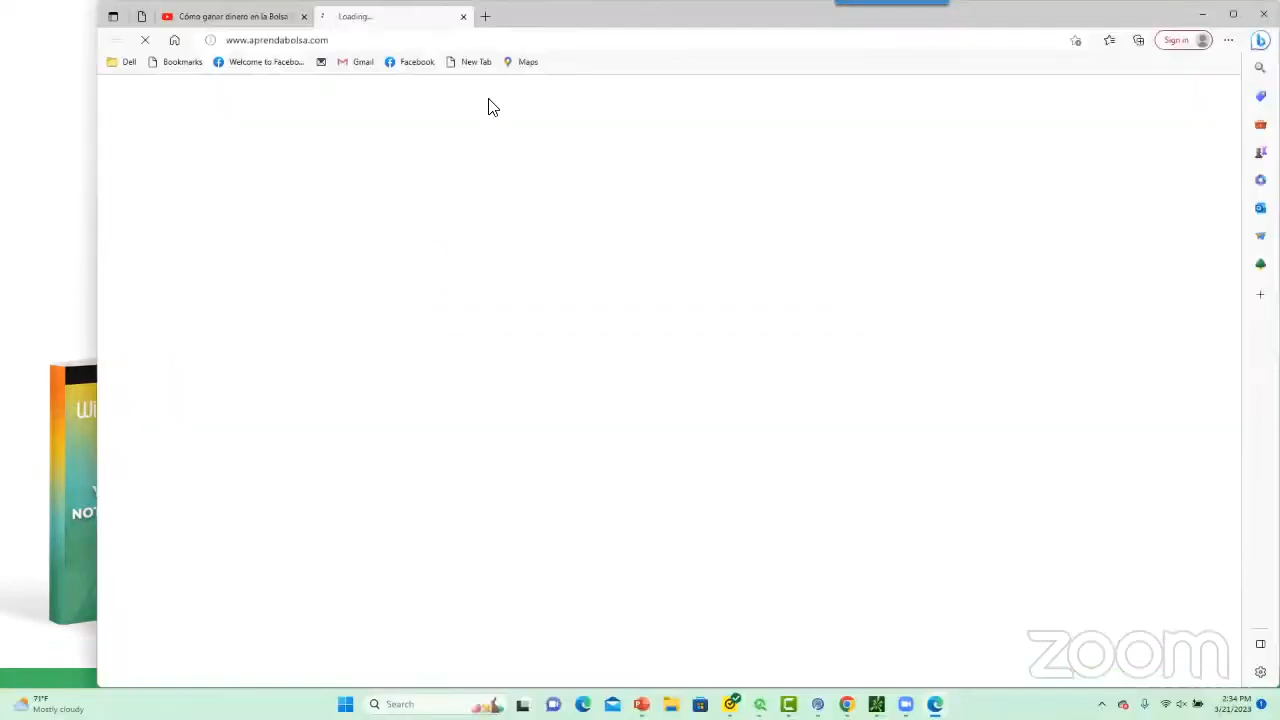 Cómo ganar dinero en la Bolsa
Loading...
www.aprendabolsa.com
Sign in
Dell
Bookmarks
Welcome to Facebo...
Gmail
Facebook
New Tab
Maps
NOT
zoom
71°F
Mostly cloudy
Search
2:34 PM
3/21/2023